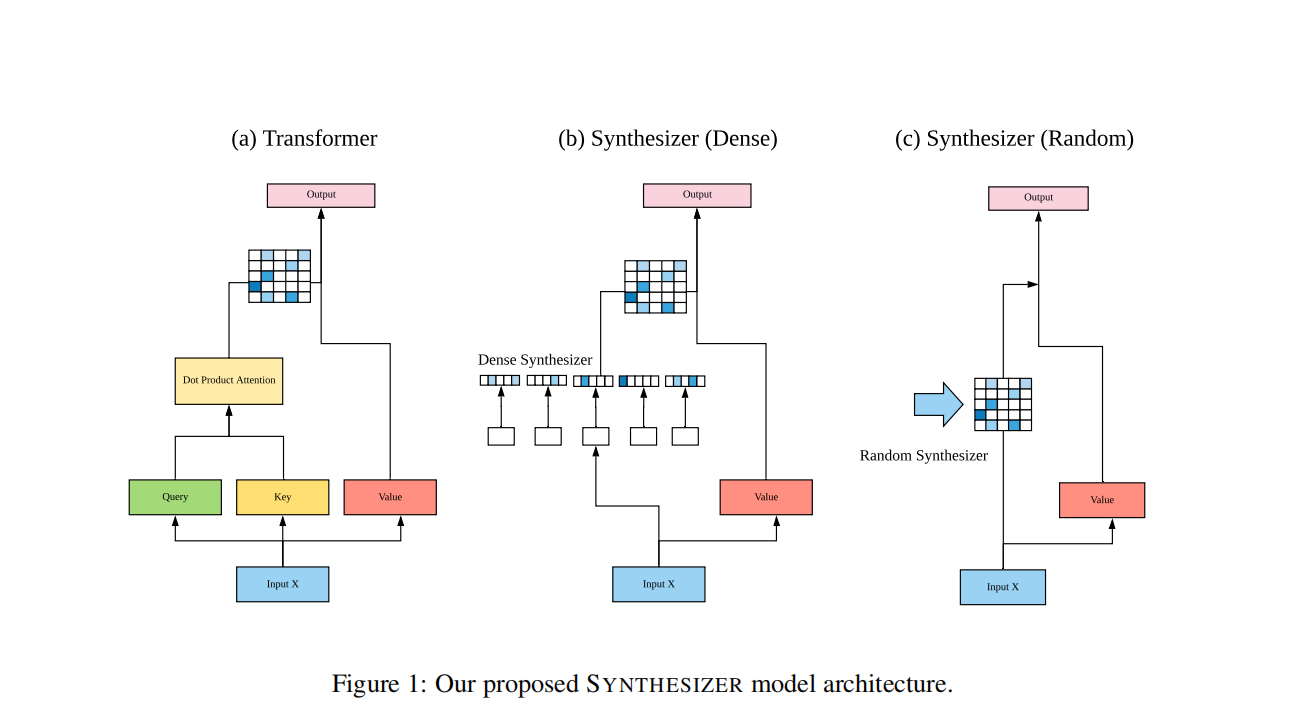 (a) Transformer
(b) Synthesizer (Dense)
(c) Synthesizer (Random)
Output
Output
Output
Dense Synthesizer
Dot Product Attention
Random Synthesizer
Query
Key
Value
Value
Value
Input X
Input X
Input X
Figure 1: Our proposed SYNTHESIZER model architecture.